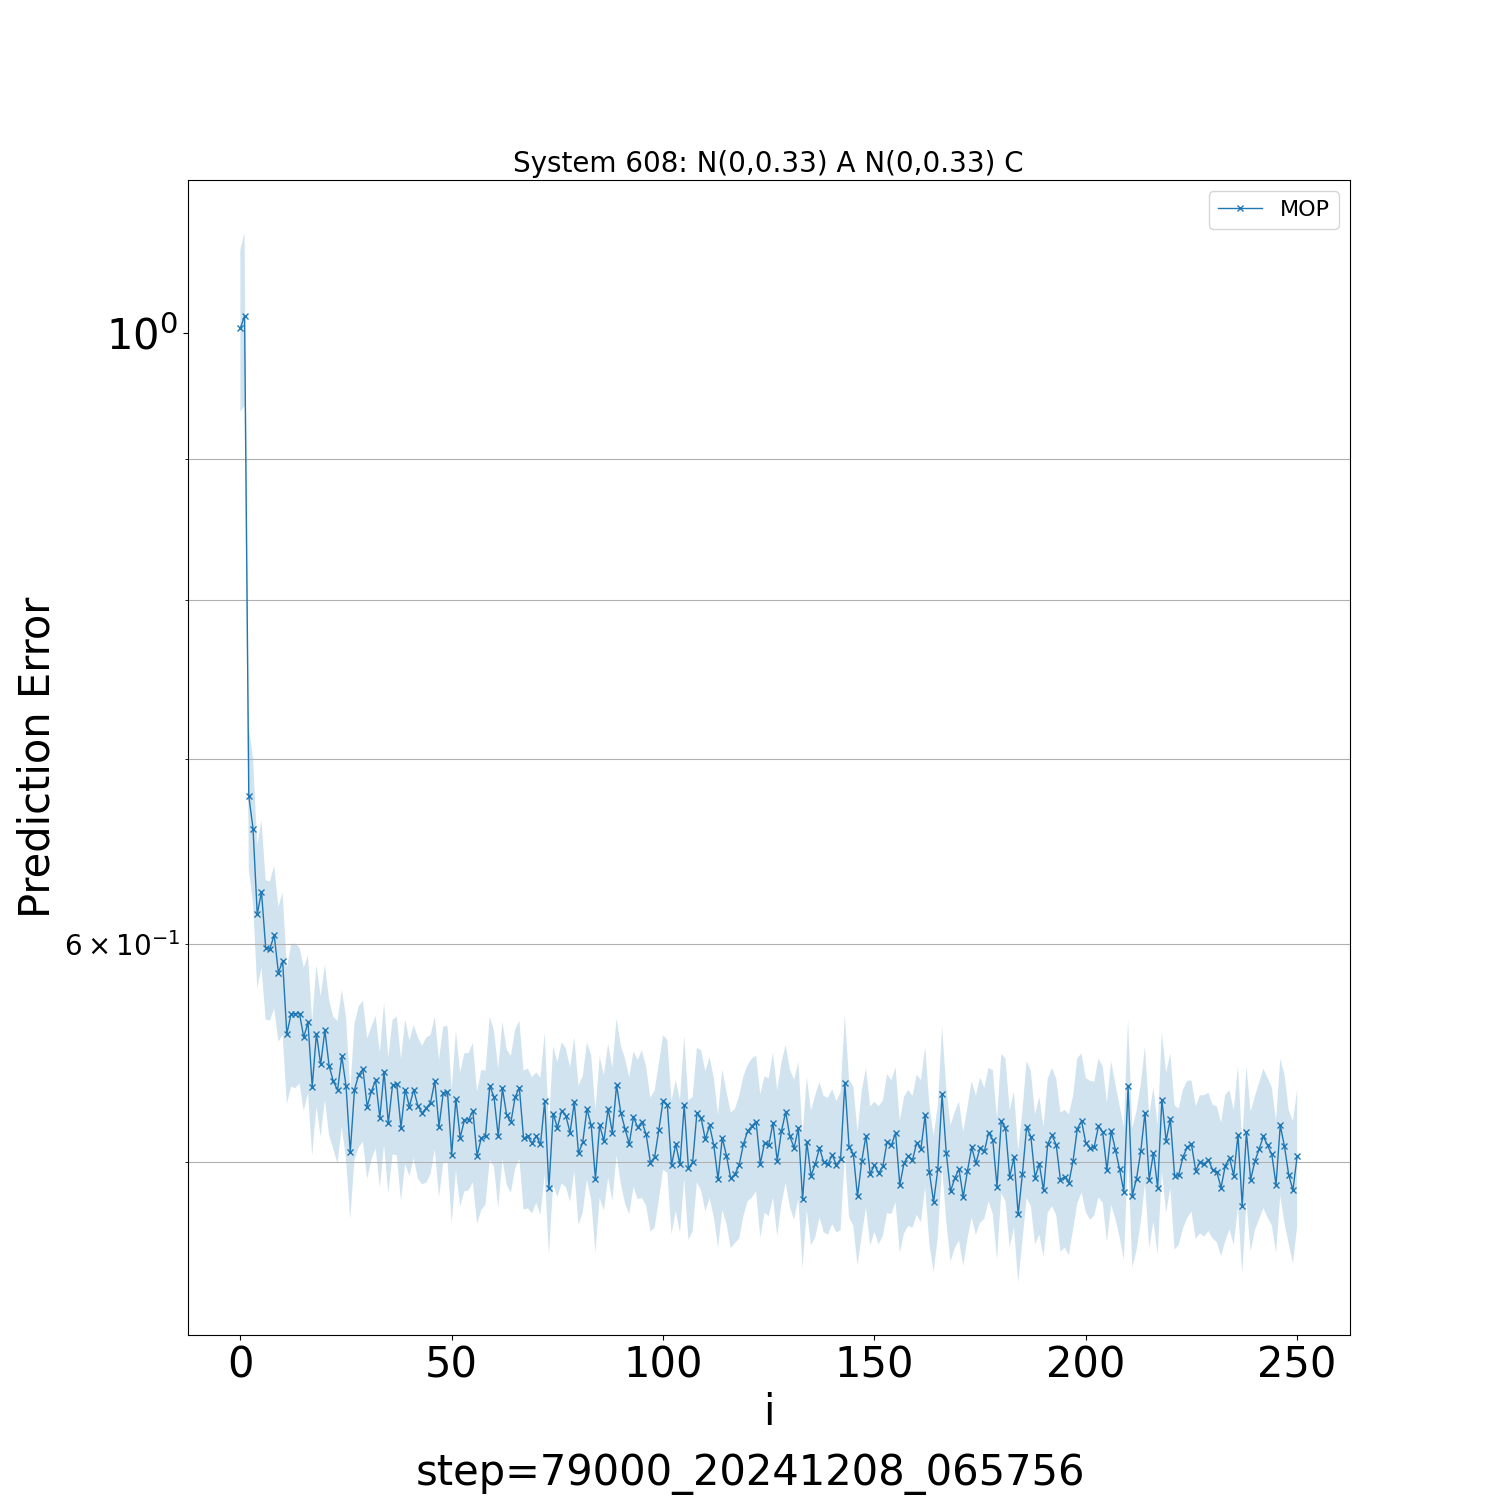 System 608: N(0,0.33) A N(0,0.33) C
MOP
10⁰
6 × 10⁻¹
Prediction Error
0 50 100 150 200 250
i
step=79000_20241208_065756